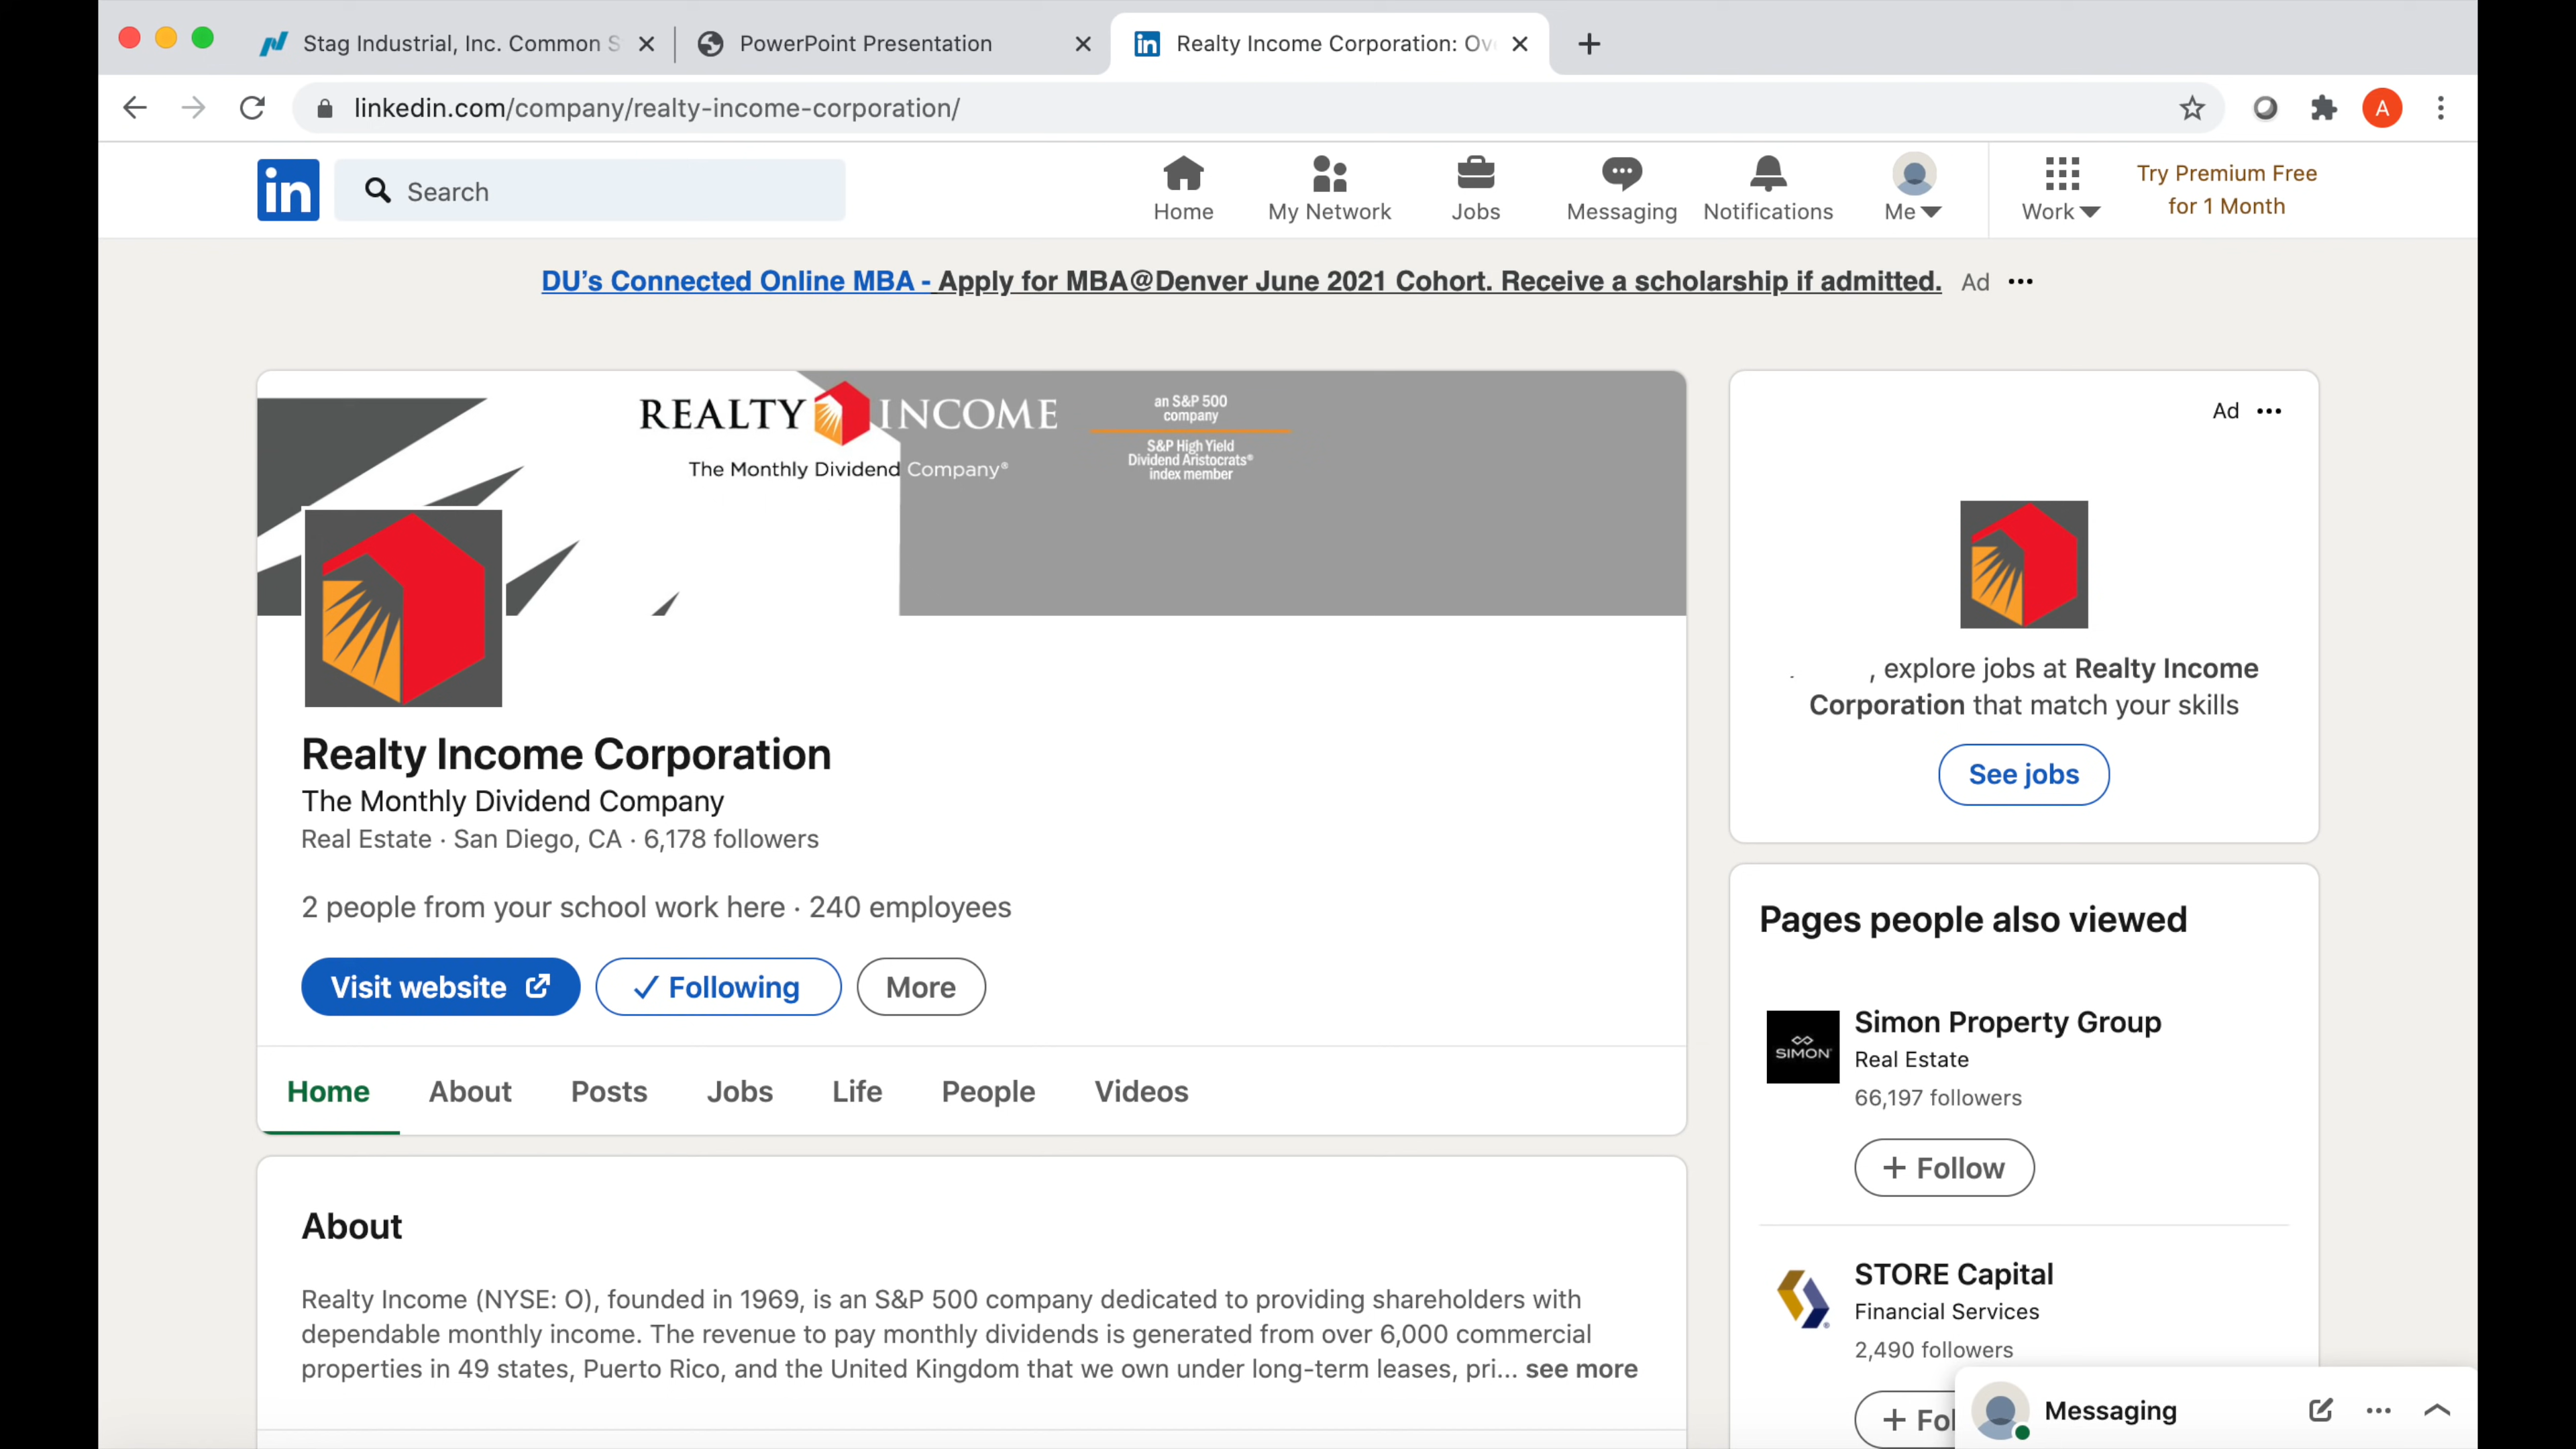 Stag Industrial, Inc. Common S
PowerPoint Presentation
Realty Income Corporation: Ov
linkedin.com/company/realty-income-corporation/
A
in
Search
Home
My Network
Jobs
Messaging
Notifications
Me
Work
Try Premium Free
for 1 Month
DU’s Connected Online MBA - Apply for MBA@Denver June 2021 Cohort. Receive a scholarship if admitted. Ad
REALTY INCOME
The Monthly Dividend Company®
an S&P 500
company
S&P High Yield
Dividend Aristocrats®
index member
Realty Income Corporation
The Monthly Dividend Company
Real Estate · San Diego, CA · 6,178 followers
2 people from your school work here · 240 employees
Visit website
Following
More
Home
About
Posts
Jobs
Life
People
Videos
About
Realty Income (NYSE: O), founded in 1969, is an S&P 500 company dedicated to providing shareholders with
dependable monthly income. The revenue to pay monthly dividends is generated from over 6,000 commercial
properties in 49 states, Puerto Rico, and the United Kingdom that we own under long-term leases, pri... see more
Ad
, explore jobs at Realty Income
Corporation that match your skills
See jobs
Pages people also viewed
SIMON
Simon Property Group
Real Estate
66,197 followers
+ Follow
STORE Capital
Financial Services
2,490 followers
+ Fol
Messaging